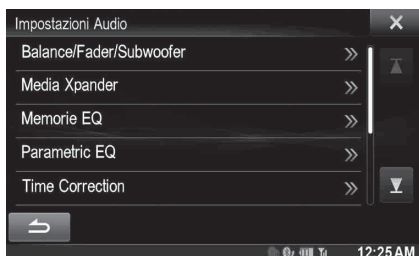 Impostazioni Audio
Balance/Fader/Subwoofer
Media Xpander
Memorie EQ
Parametric EQ
Time Correction
12:25 AM